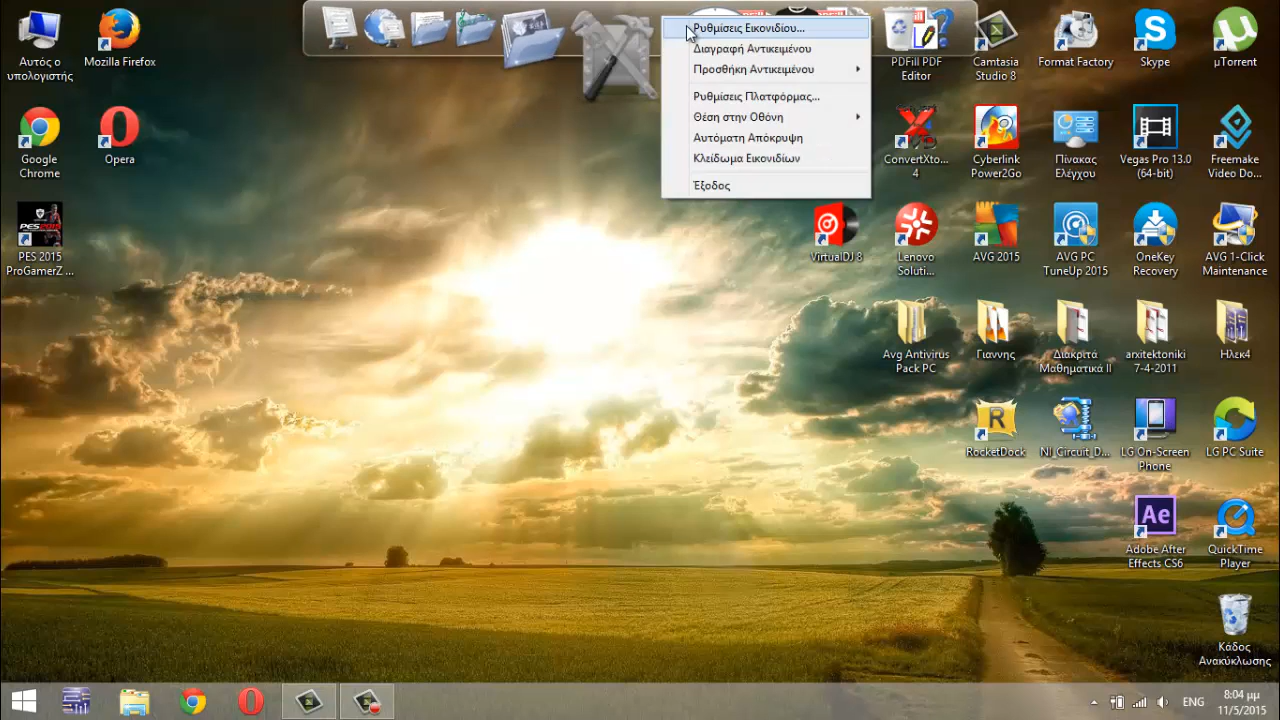 Ρυθμίσεις Εικονιδίου...
Διαγραφή Αντικειμένου
Προσθήκη Αντικειμένου
Ρυθμίσεις Πλατφόρμας...
Θέση στην Οθόνη
Αυτόματη Απόκρυψη
Κλείδωμα Εικονιδίων
Έξοδος
Αυτός ο
υπολογιστής
Mozilla Firefox
PDFill PDF
Editor
Camtasia
Studio 8
Format Factory
Skype
μTorrent
Google
Chrome
Opera
ConvertXto...
4
Cyberlink
Power2Go
Πίνακας
Ελέγχου
Vegas Pro 13.0
(64-bit)
Freemake
Video Do...
PES 2015
ProGamerZ ...
VirtualDJ 8
Lenovo
Soluti...
AVG 2015
AVG PC
TuneUp 2015
OneKey
Recovery
AVG 1-Click
Maintenance
Avg Antivirus
Pack PC
Γιαννης
Διακριτά
Μαθηματικά ΙΙ
arxitektoniki
7-4-2011
Ηλεκ4
RocketDock
NI_Circuit_D...
LG On-Screen
Phone
LG PC Suite
Ae
Adobe After
Effects CS6
QuickTime
Player
Κάδος
Ανακύκλωσης
ENG
8:04 μμ
11/5/2015